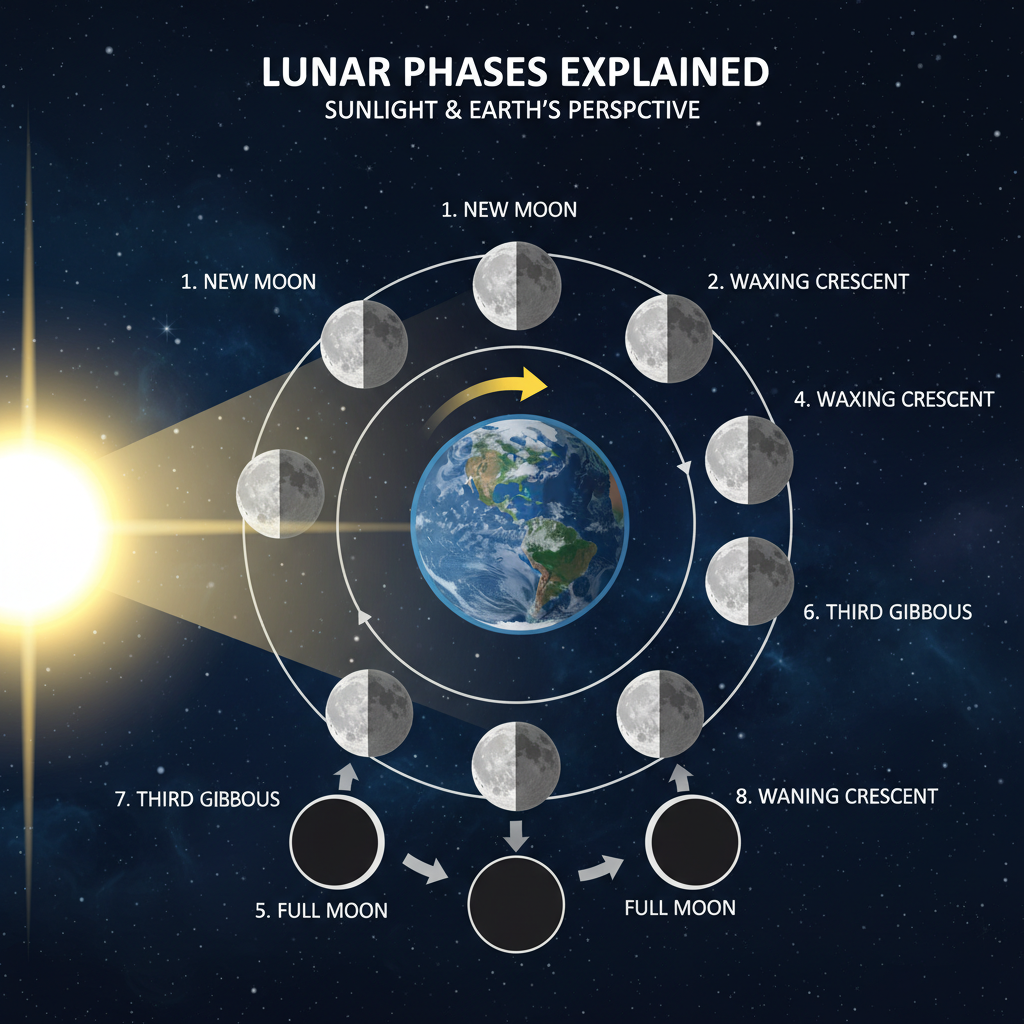 LUNAR PHASES EXPLAINED
SUNLIGHT & EARTH'S PERSPCTIVE
1. NEW MOON
1. NEW MOON
2. WAXING CRESCENT
4. WAXING CRESCENT
6. THIRD GIBBOUS
7. THIRD GIBBOUS
8. WANING CRESCENT
5. FULL MOON
FULL MOON